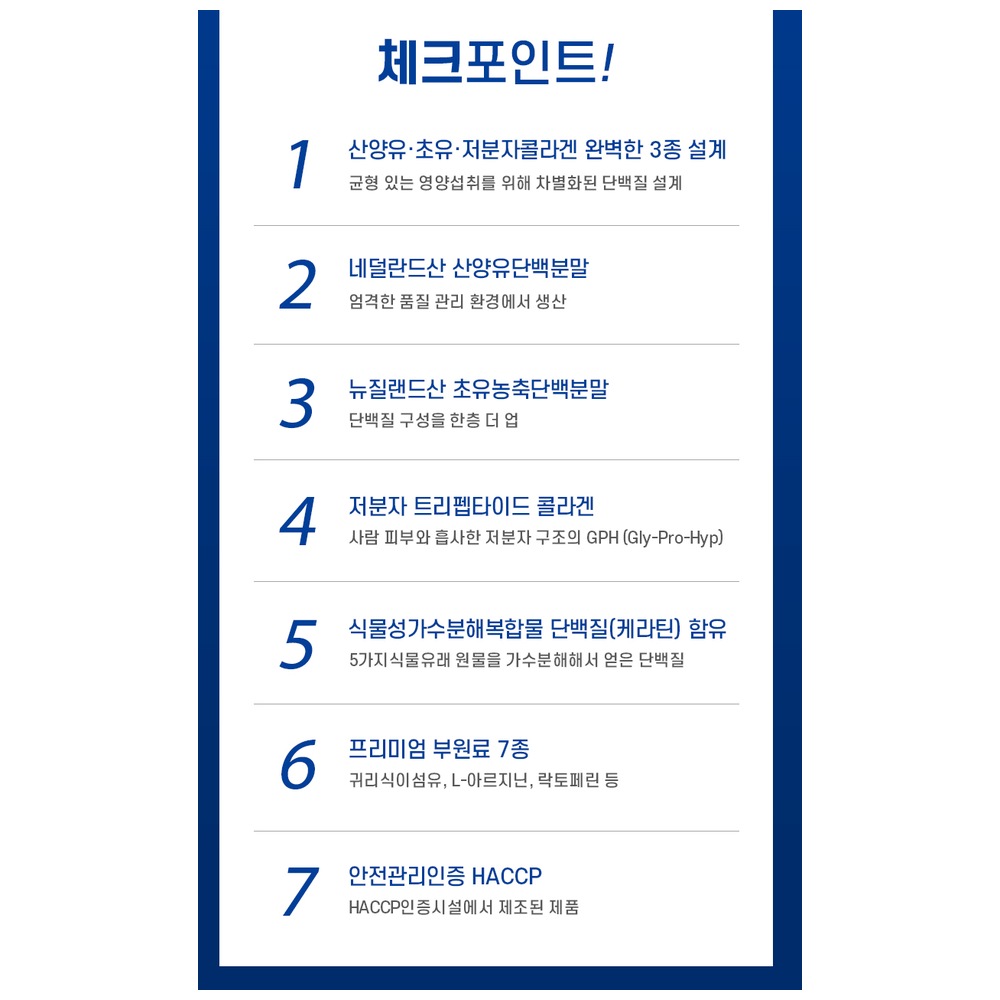 체크포인트!
1
산양유·초유·저분자콜라겐 완벽한 3종 설계
균형 있는 영양섭취를 위해 차별화된 단백질 설계
2
네덜란드산 산양유단백분말
엄격한 품질 관리 환경에서 생산
3
뉴질랜드산 초유농축단백분말
단백질 구성을 한층 더 업
4
저분자 트리펩타이드 콜라겐
사람 피부와 흡사한 저분자 구조의 GPH (Gly-Pro-Hyp)
5
식물성가수분해복합물 단백질(케라틴) 함유
5가지식물유래 원물을 가수분해해서 얻은 단백질
6
프리미엄 부원료 7종
귀리식이섬유, L-아르지닌, 락토페린 등
7
안전관리인증 HACCP
HACCP인증시설에서 제조된 제품